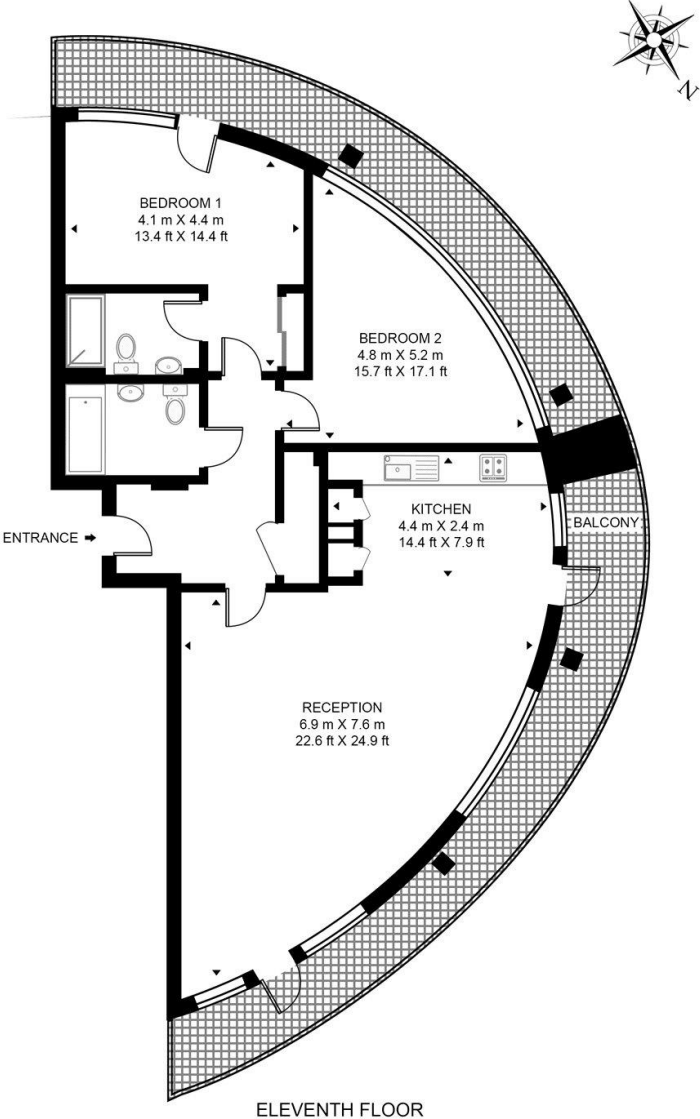 N
BEDROOM 1
4.1 m X 4.4 m
13.4 ft X 14.4 ft
BEDROOM 2
4.8 m X 5.2 m
15.7 ft X 17.1 ft
KITCHEN
4.4 m X 2.4 m
14.4 ft X 7.9 ft
BALCONY
ENTRANCE
RECEPTION
6.9 m X 7.6 m
22.6 ft X 24.9 ft
ELEVENTH FLOOR